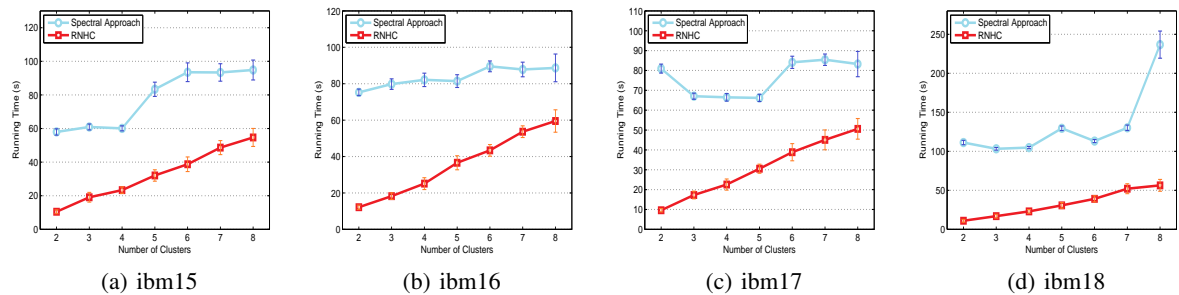 Spectral Approach
RNHC
Running Time (s)
120
100
80
60
40
20
0
2 3 4 5 6 7 8
Number of Clusters
(a) ibm15
Spectral Approach
RNHC
Running Time (s)
120
100
80
60
40
20
0
2 3 4 5 6 7 8
Number of Clusters
(b) ibm16
Spectral Approach
RNHC
Running Time (s)
110
100
90
80
70
60
50
40
30
20
10
0
2 3 4 5 6 7 8
Number of Clusters
(c) ibm17
Spectral Approach
RNHC
Running Time (s)
250
200
150
100
50
0
2 3 4 5 6 7 8
Number of Clusters
(d) ibm18